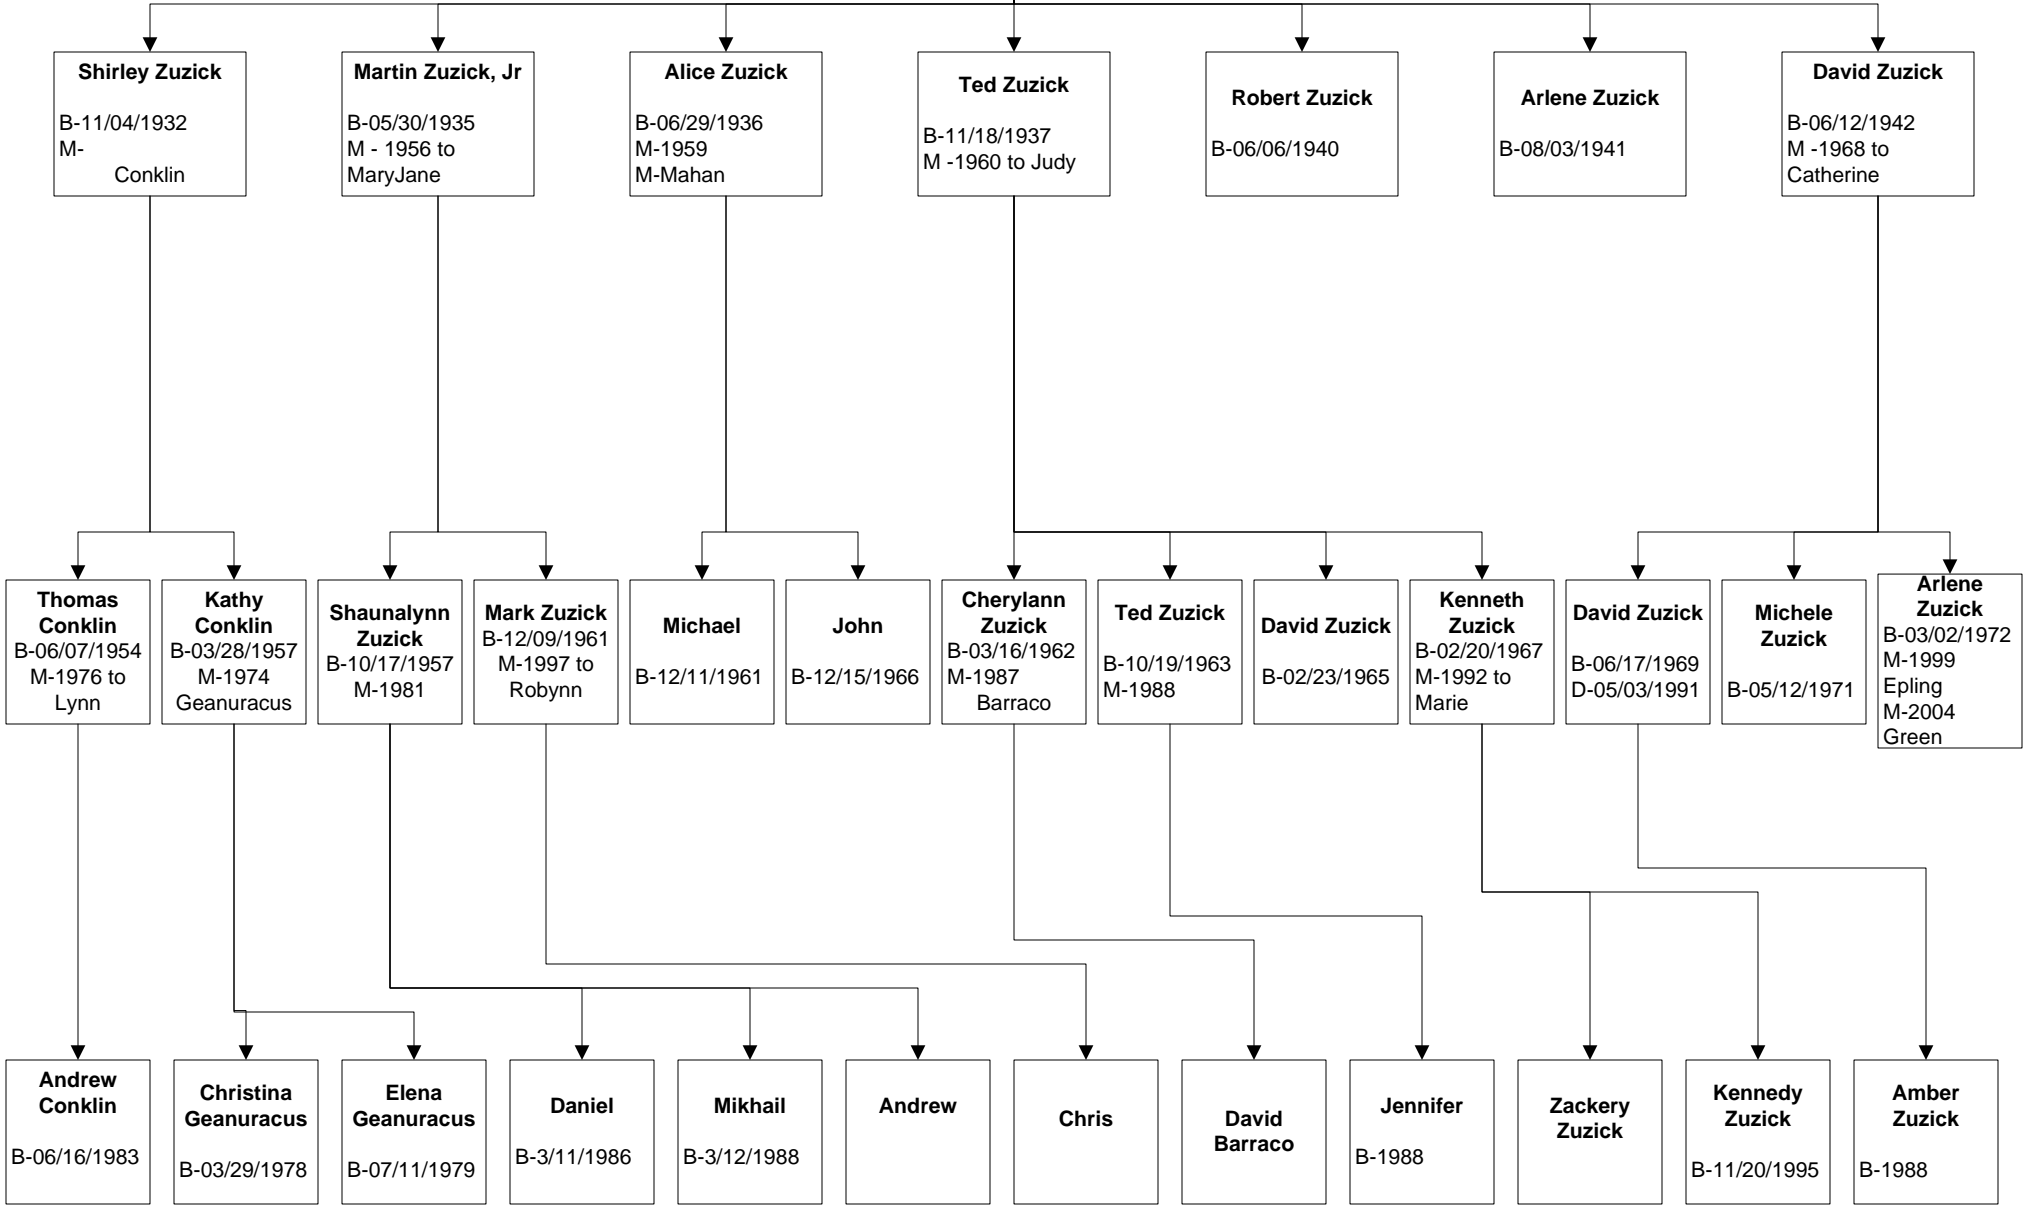 Shirley Zuzick
B-11/04/1932
M-
Conklin
Martin Zuzick, Jr
B-05/30/1935
M - 1956 to
MaryJane
Alice Zuzick
B-06/29/1936
M-1959
M-Mahan
Ted Zuzick
B-11/18/1937
M -1960 to Judy
Robert Zuzick
B-06/06/1940
Arlene Zuzick
B-08/03/1941
David Zuzick
B-06/12/1942
M -1968 to
Catherine
Thomas
Conklin
B-06/07/1954
M-1976 to
Lynn
Kathy
Conklin
B-03/28/1957
M-1974
Geanuracus
Shaunalynn
Zuzick
B-10/17/1957
M-1981
Mark Zuzick
B-12/09/1961
M-1997 to
Robynn
Michael
B-12/11/1961
John
B-12/15/1966
Cherylann
Zuzick
B-03/16/1962
M-1987
Barraco
Ted Zuzick
B-10/19/1963
M-1988
David Zuzick
B-02/23/1965
Kenneth
Zuzick
B-02/20/1967
M-1992 to
Marie
David Zuzick
B-06/17/1969
D-05/03/1991
Michele
Zuzick
B-05/12/1971
Arlene
Zuzick
B-03/02/1972
M-1999
Epling
M-2004
Green
Andrew
Conklin
B-06/16/1983
Christina
Geanuracus
B-03/29/1978
Elena
Geanuracus
B-07/11/1979
Daniel
B-3/11/1986
Mikhail
B-3/12/1988
Andrew
Chris
David
Barraco
Jennifer
B-1988
Zackery
Zuzick
Kennedy
Zuzick
B-11/20/1995
Amber
Zuzick
B-1988